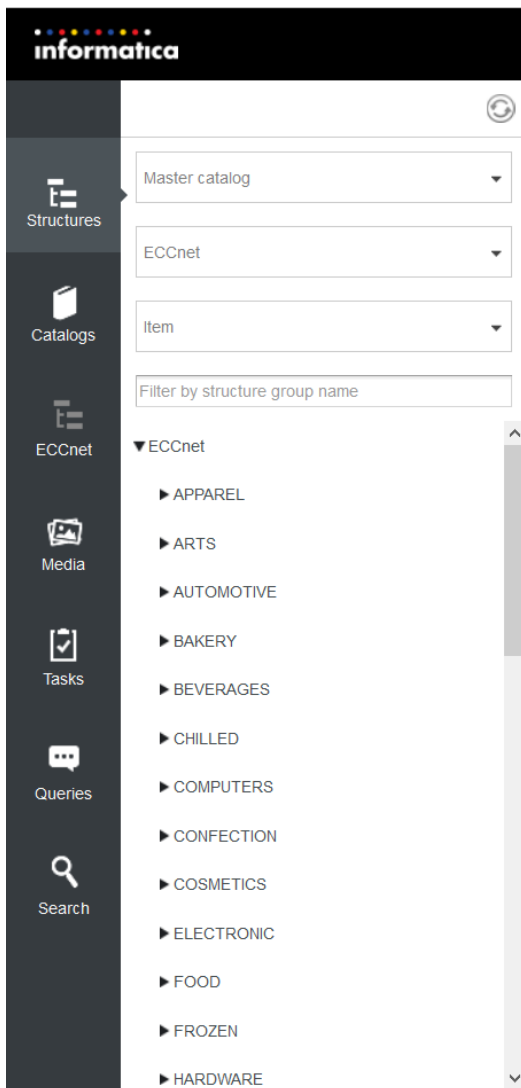 informatica
Structures
Catalogs
ECCnet
Media
Tasks
Queries
Search
Master catalog
ECCnet
Item
Filter by structure group name
ECCnet
APPAREL
ARTS
AUTOMOTIVE
BAKERY
BEVERAGES
CHILLED
COMPUTERS
CONFECTION
COSMETICS
ELECTRONIC
FOOD
FROZEN
HARDWARE